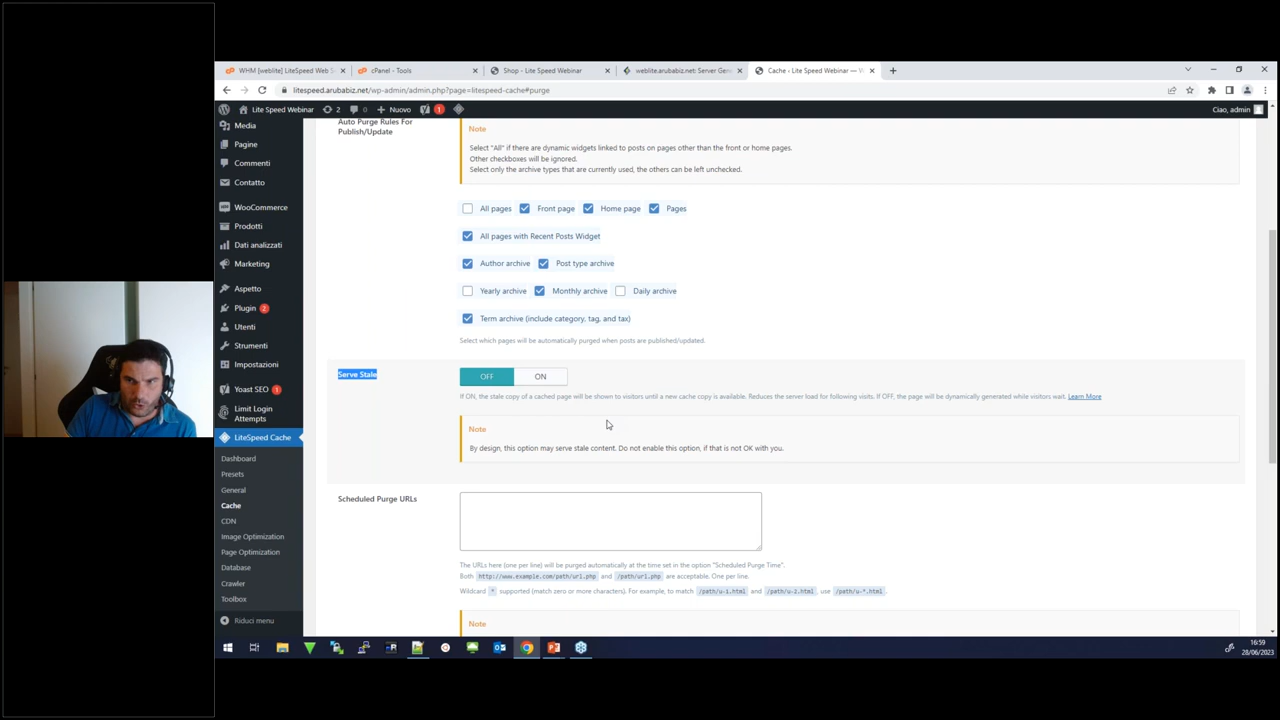 WHM [weblite] LiteSpeed Web S
cPanel - Tools
Shop - Lite Speed Webinar
weblite.arubabiz.net: Server Gene
Cache ‹ Lite Speed Webinar — W
litespeed.arubabiz.net/wp-admin/admin.php?page=litespeed-cache#purge
Lite Speed Webinar
2
0
Nuovo
1
Ciao, admin
Media
Pagine
Commenti
Contatto
WooCommerce
Prodotti
Dati analizzati
Marketing
Aspetto
Plugin 2
Utenti
Strumenti
Impostazioni
Yoast SEO 1
Limit Login
Attempts
LiteSpeed Cache
Dashboard
Presets
General
Cache
CDN
Image Optimization
Page Optimization
Database
Crawler
Toolbox
Riduci menu
Auto Purge Rules For
Publish/Update
Note
Select "All" if there are dynamic widgets linked to posts on pages other than the front or home pages.
Other checkboxes will be ignored.
Select only the archive types that are currently used, the others can be left unchecked.
All pages Front page Home page Pages
All pages with Recent Posts Widget
Author archive Post type archive
Yearly archive Monthly archive Daily archive
Term archive (include category, tag, and tax)
Select which pages will be automatically purged when posts are published/updated.
Serve Stale
OFF ON
If ON, the stale copy of a cached page will be shown to visitors until a new cache copy is available. Reduces the server load for following visits. If OFF, the page will be dynamically generated while visitors wait. Learn More
Note
By design, this option may serve stale content. Do not enable this option, if that is not OK with you.
Scheduled Purge URLs
The URLs here (one per line) will be purged automatically at the time set in the option "Scheduled Purge Time".
Both http://www.example.com/path/url.php and /path/url.php are acceptable. One per line.
Wildcard * supported (match zero or more characters). For example, to match /path/u-1.html and /path/u-2.html, use /path/u-*.html
Note
16:59
28/06/2023